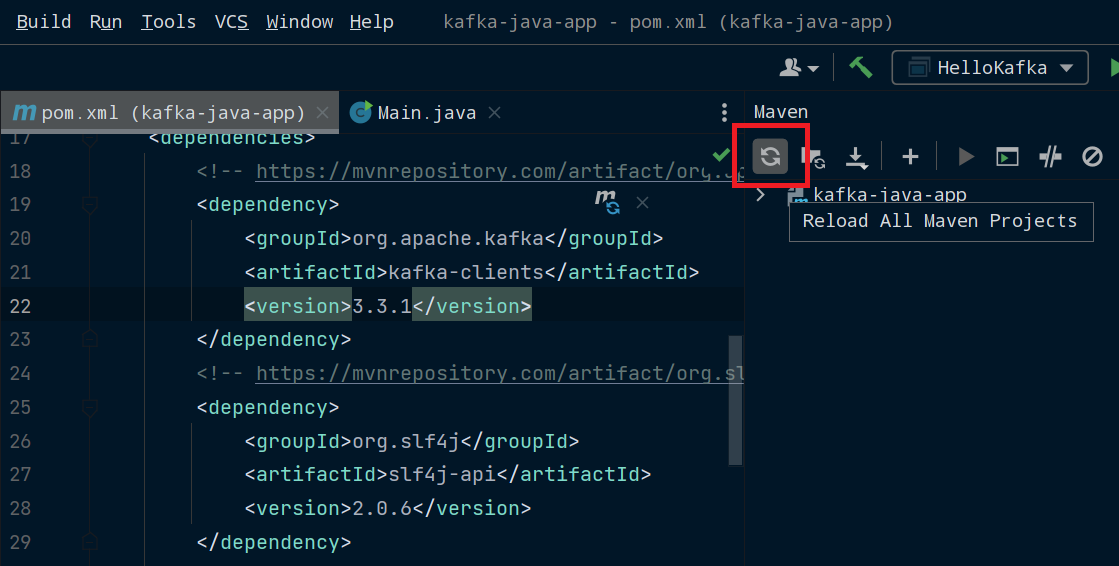 Build Run Tools VCS Window Help kafka-java-app - pom.xml (kafka-java-app)
HelloKafka
pom.xml (kafka-java-app) Main.java Maven
17 <dependencies>
18 <!-- https://mvnrepository.com/artifact/org.ap
kafka-java-app
19 <dependency>
Reload All Maven Projects
20 <groupId>org.apache.kafka</groupId>
21 <artifactId>kafka-clients</artifactId>
22 <version>3.3.1</version>
23 </dependency>
24 <!-- https://mvnrepository.com/artifact/org.sl
25 <dependency>
26 <groupId>org.slf4j</groupId>
27 <artifactId>slf4j-api</artifactId>
28 <version>2.0.6</version>
29 </dependency>